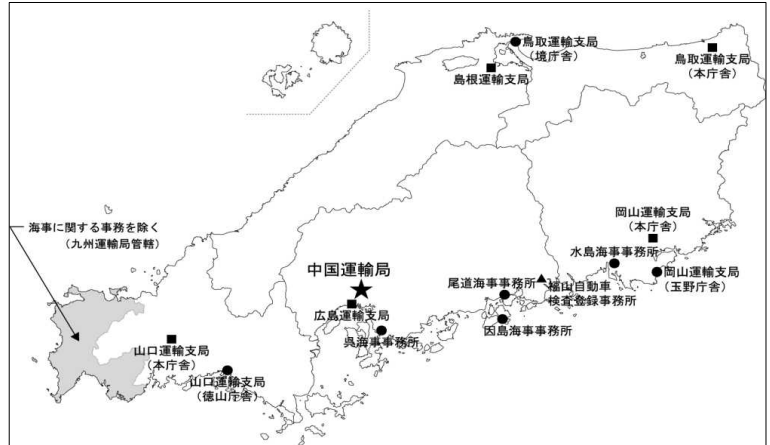 鳥取運輸支局
（境庁舎）
島根運輸支局
鳥取運輸支局
（本庁舎）
海事に関する事務を除く
（九州運輸局管轄）
岡山運輸支局
（本庁舎）
水島海事事務所
岡山運輸支局
（玉野庁舎）
中国運輸局
尾道海事事務所
福山自動車
検査登録事務所
広島運輸支局
呉海事事務所
因島海事事務所
山口運輸支局
（本庁舎）
山口運輸支局
（徳山庁舎）